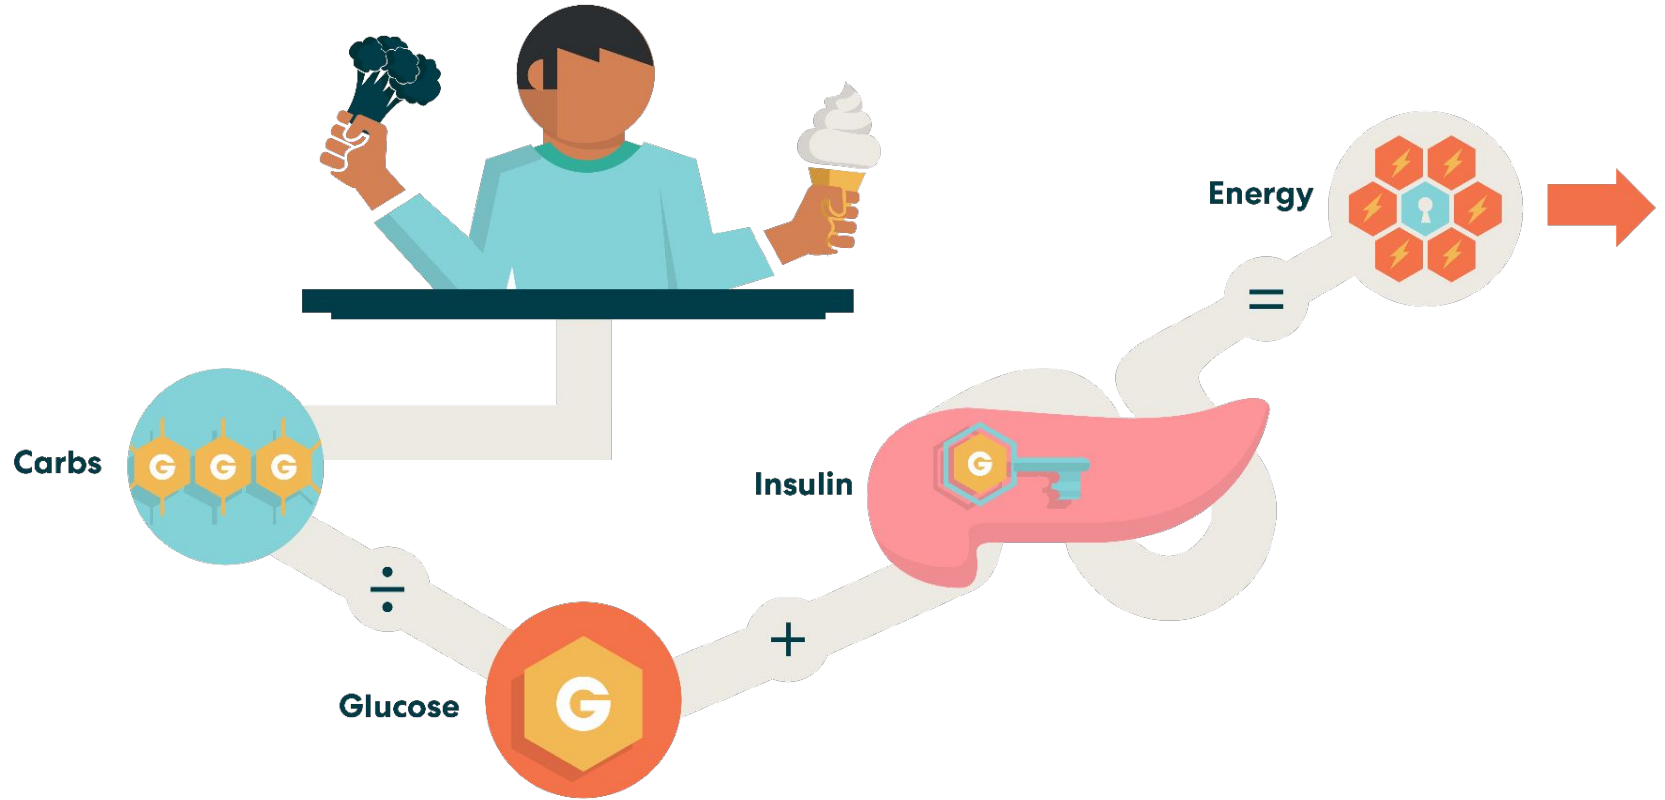 Energy
=
Carbs
G G G
Insulin
G
÷
+
Glucose
G